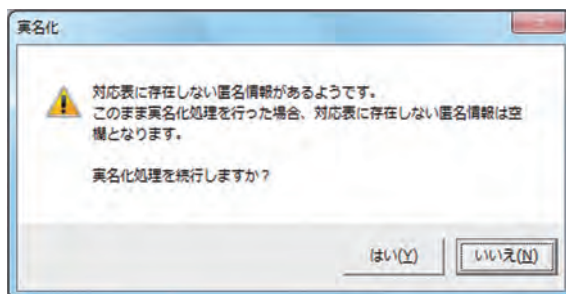 実名化
対応表に存在しない匿名情報があるようです。
このまま実名化処理を行った場合、対応表に存在しない匿名情報は空
欄となります。
実名化処理を続行しますか？
はい(Y)
いいえ(N)